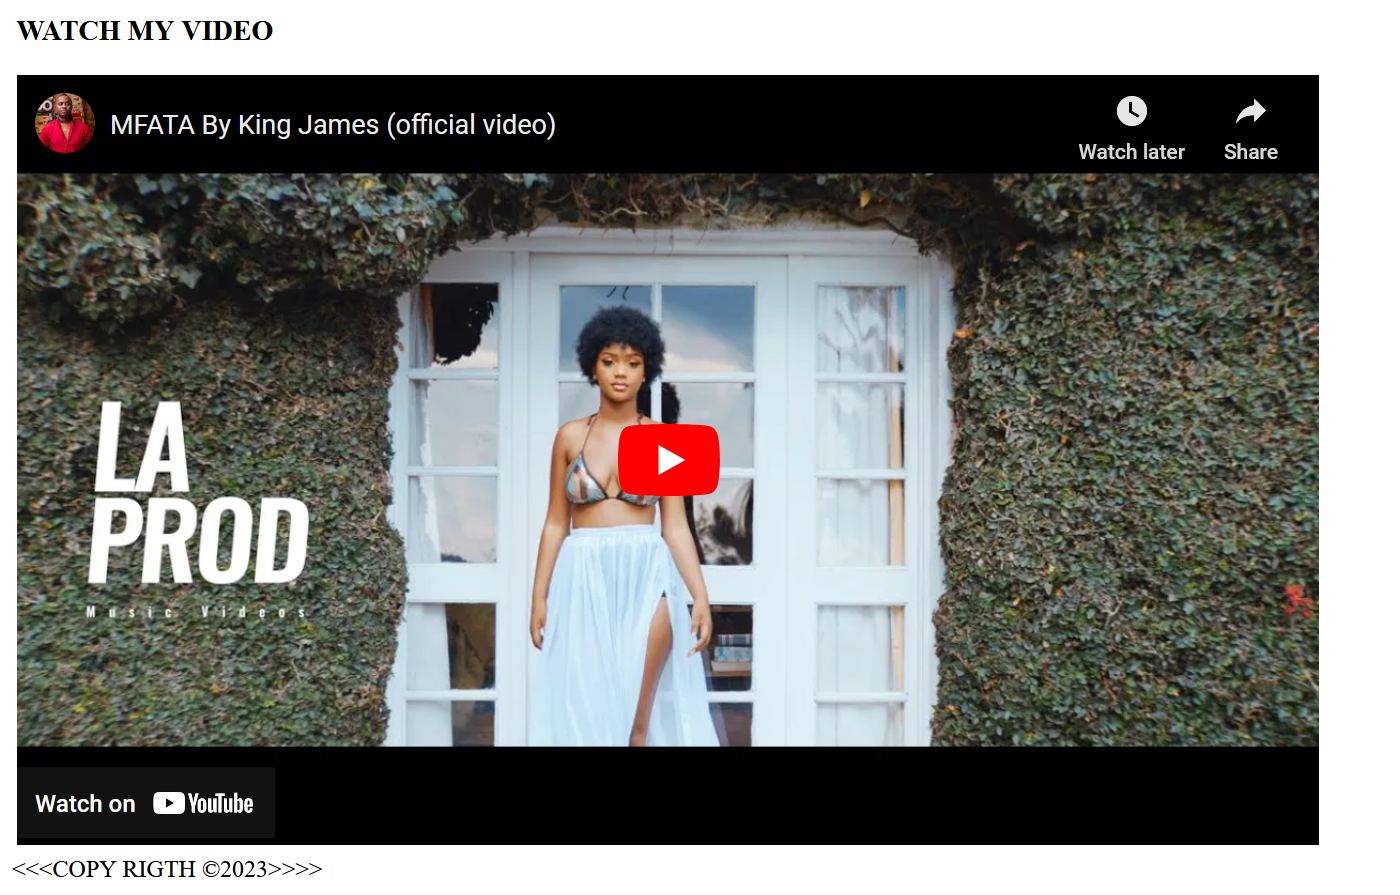 WATCH MY VIDEO
MFATA By King James (official video)
Watch later
Share
LA
PROD
Music Videos
Watch on YouTube
<<<COPY RIGTH ©2023>>>>